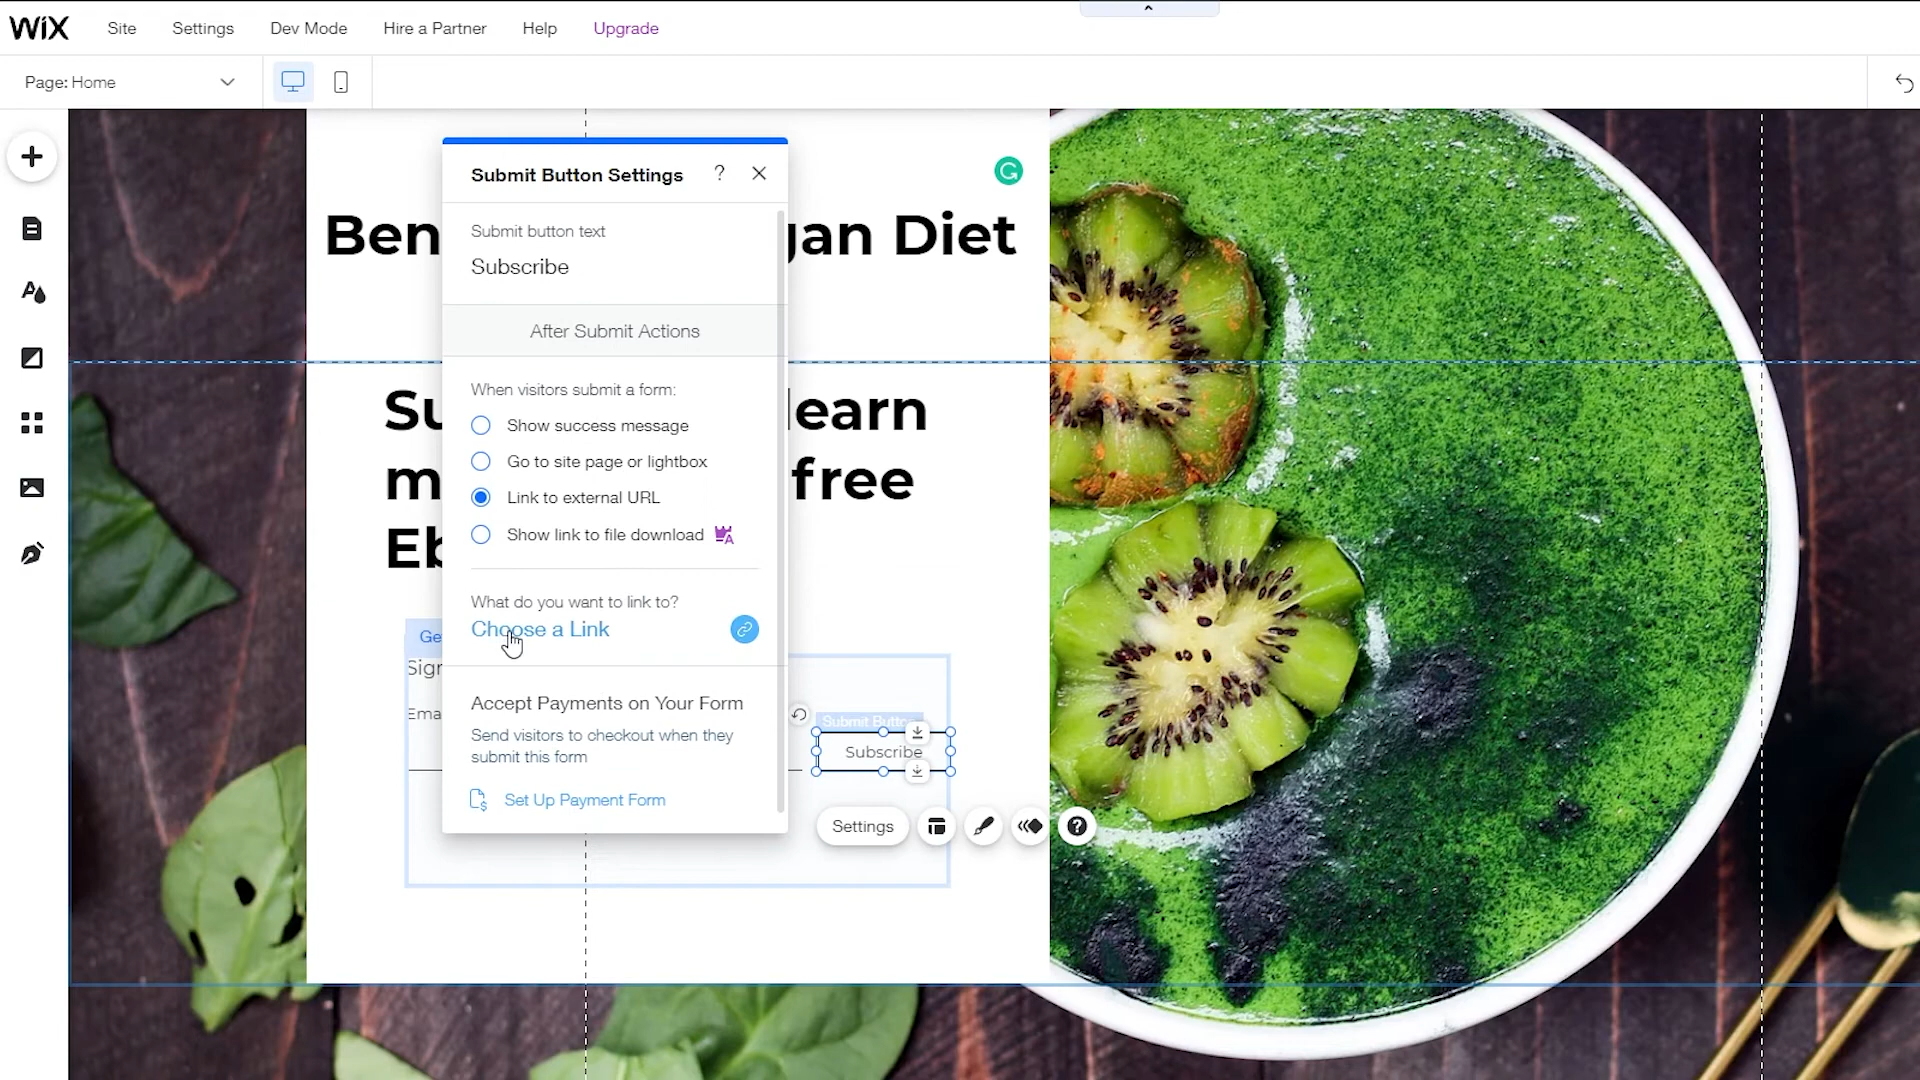 WiX Site Settings Dev Mode Hire a Partner Help Upgrade
Page: Home
Submit Button Settings ?
Submit button text
Subscribe
After Submit Actions
When visitors submit a form:
Show success message
Go to site page or lightbox
Link to external URL
Show link to file download
What do you want to link to?
Choose a Link
Accept Payments on Your Form
Send visitors to checkout when they
submit this form
Set Up Payment Form
Ben
gan Diet
Su
learn
m
free
Eb
Ge
Sign
Ema
Submit Button
Subscribe
Settings